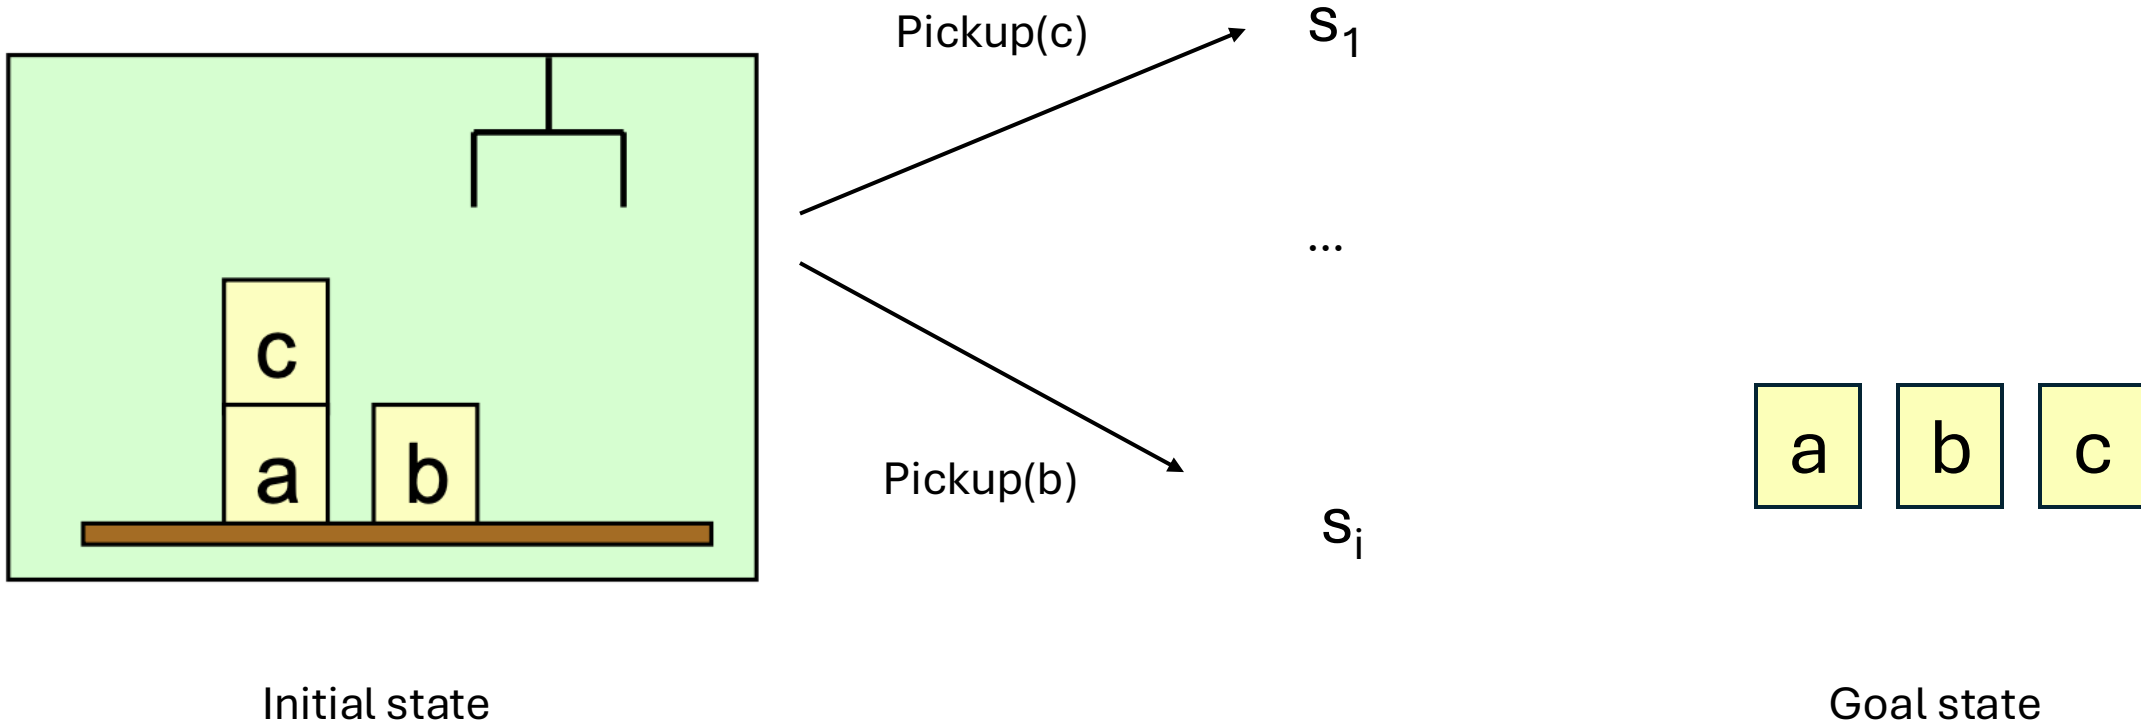 Pickup(c)
s1
...
c
a
b
Pickup(b)
si
a
b
c
Initial state
Goal state